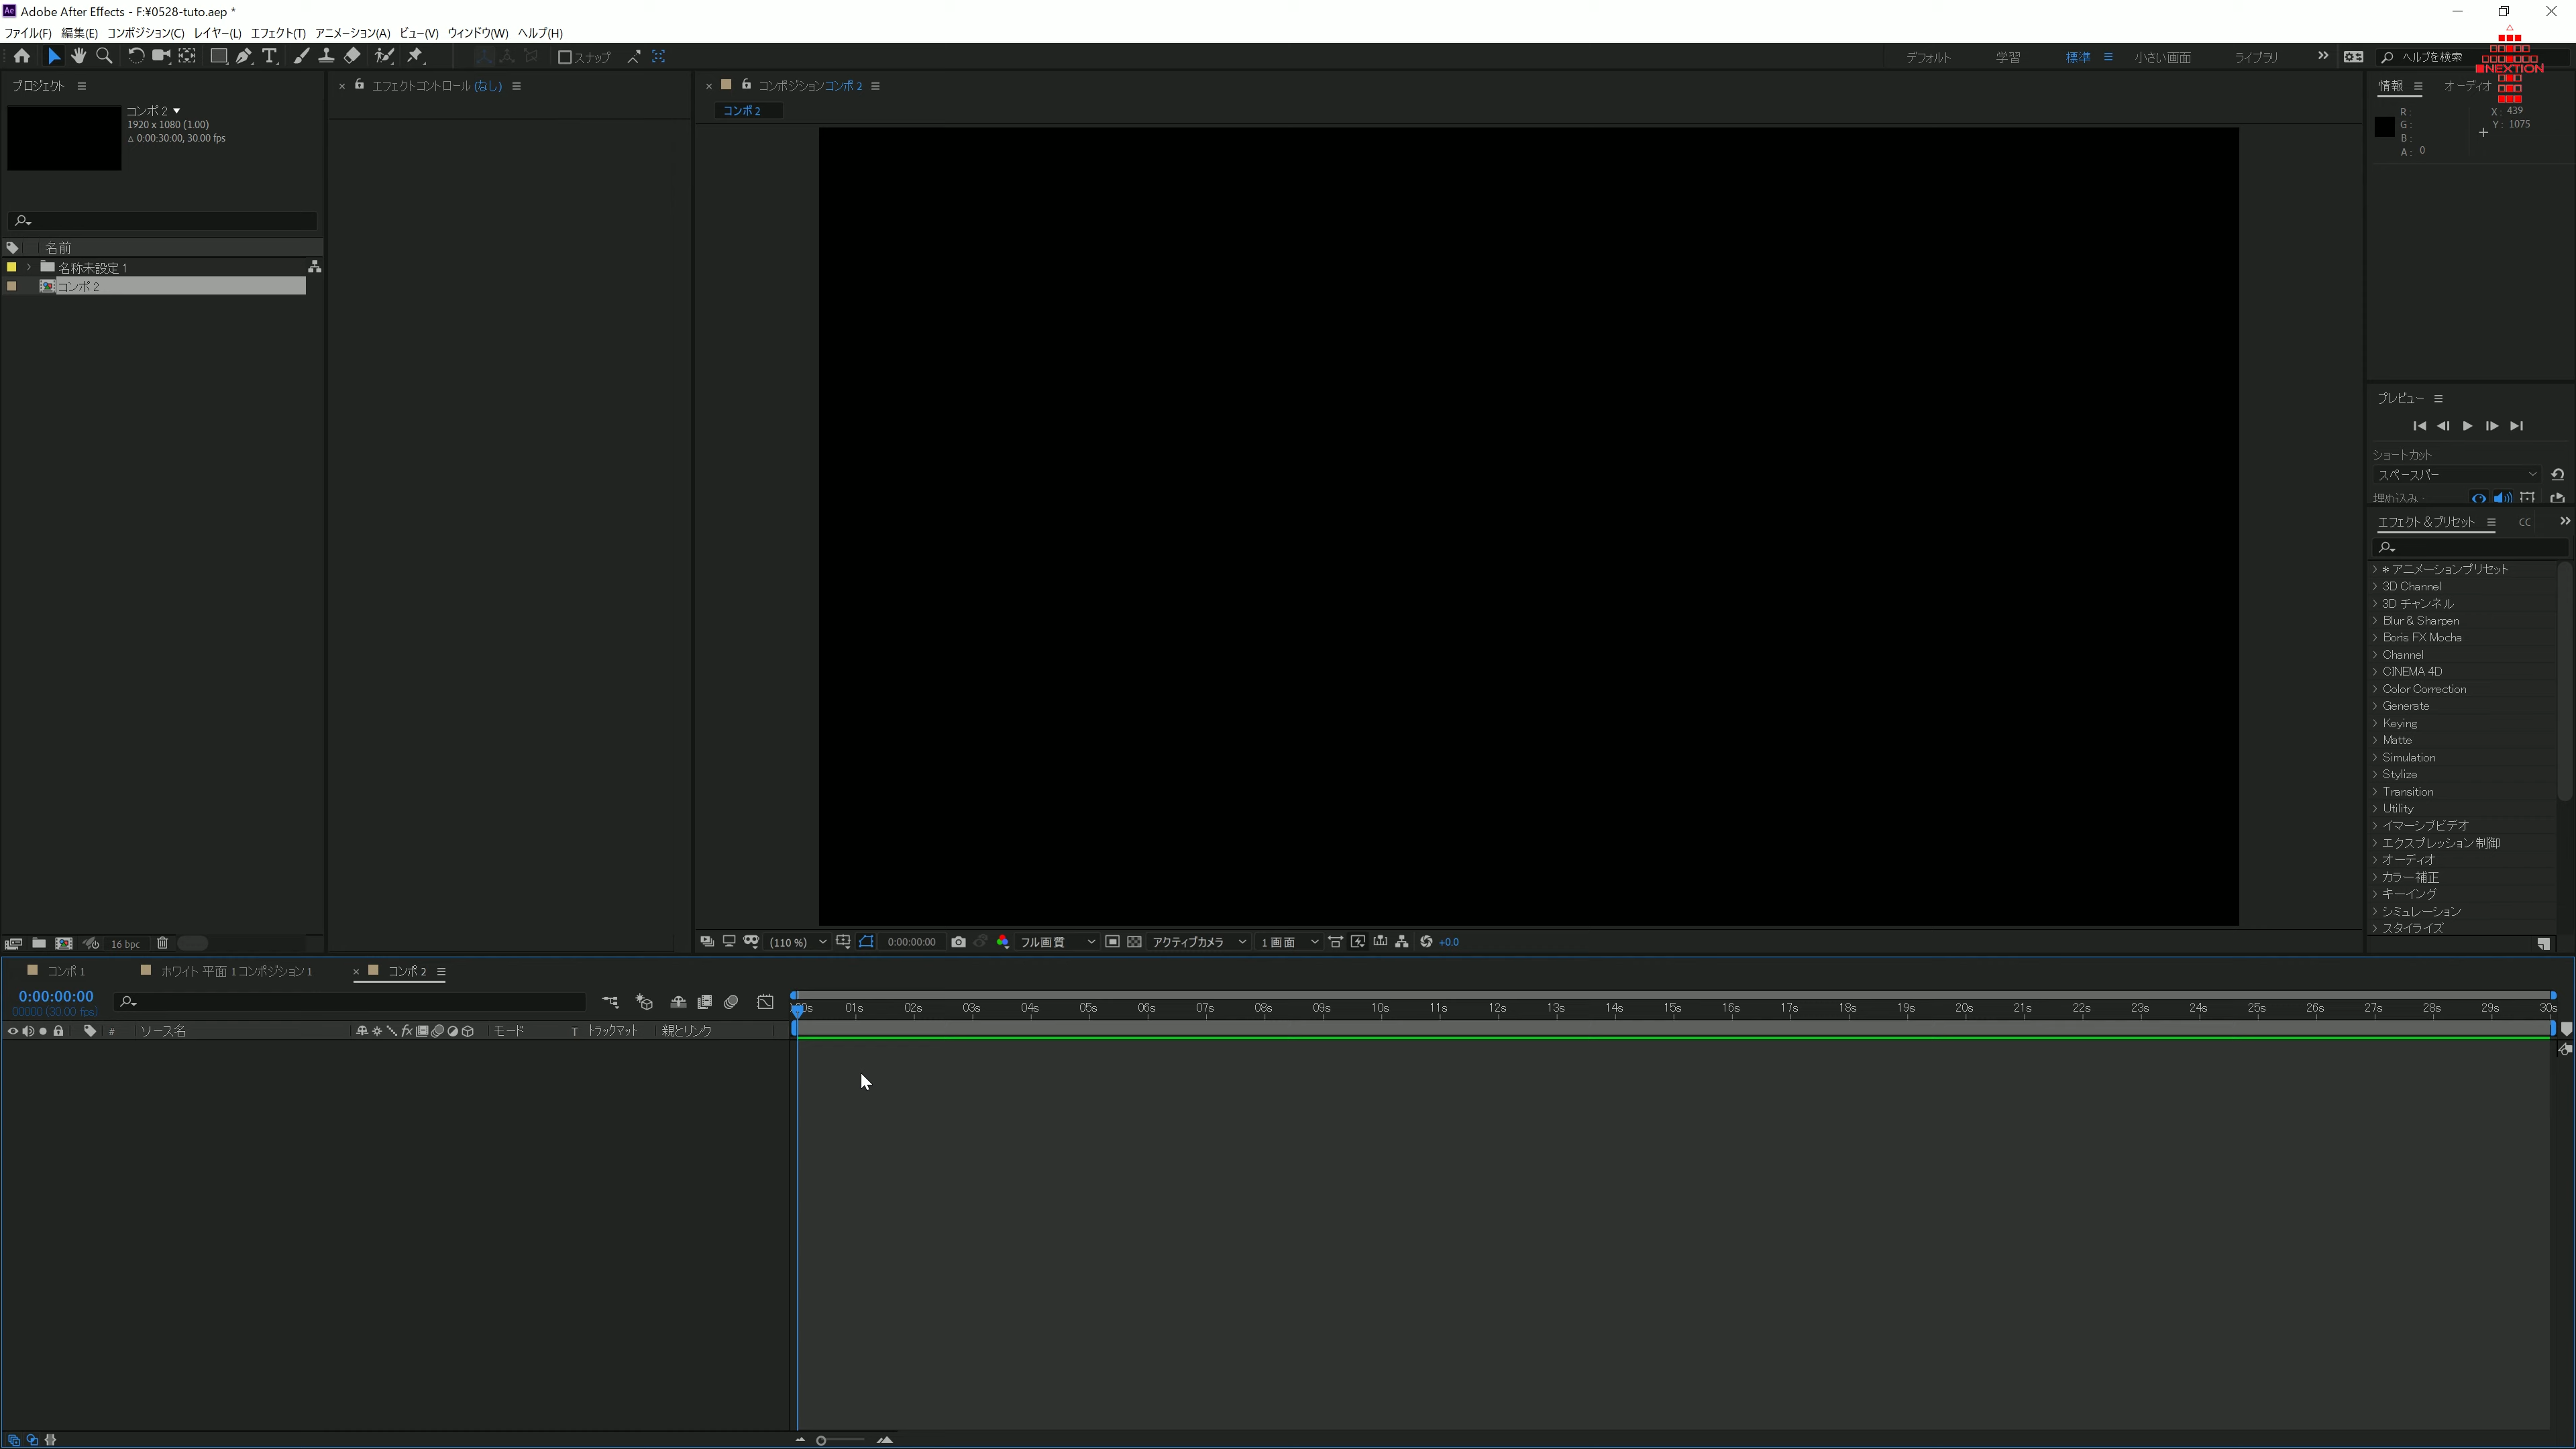 Adobe After Effects - F:¥0528-tuto.aep *
ファイル(F) 編集(E) コンポジション(C) レイヤー(L) エフェクト(T) アニメーション(A) ビュー(V) ウィンドウ(W) ヘルプ(H)
スナップ
デフォルト 学習 標準 小さい画面 ライブラリ ヘルプを検索
NEXTION
プロジェクト
コンポ 2
1920 x 1080 (1.00)
Δ 0:00:30:00, 30.00 fps
名前
名称未設定 1
コンポ 2
16 bpc
エフェクトコントロール (なし)
コンポジション コンポ 2
コンポ 2
(110 %) 0:00:00:00 フル画質 アクティブカメラ 1 画面 +0.0
情報 オーディオ
R :
G :
B :
A : 0
X : 439
Y : 1075
プレビュー
ショートカット
スペースバー
埋め込み :
エフェクト&プリセット CC
* アニメーションプリセット
3D Channel
3D チャンネル
Blur & Sharpen
Boris FX Mocha
Channel
CINEMA 4D
Color Correction
Generate
Keying
Matte
Simulation
Stylize
Transition
Utility
イマーシブビデオ
エクスプレッション制御
オーディオ
カラー補正
キーイング
シミュレーション
スタイライズ
コンポ 1 ホワイト 平面 1 コンポジション 1 コンポ 2
0:00:00:00
00000 (30.00 fps)
# ソース名 モード T トラックマット 親とリンク
01s 02s 03s 04s 05s 06s 07s 08s 09s 10s 11s 12s 13s 14s 15s 16s 17s 18s 19s 20s 21s 22s 23s 24s 25s 26s 27s 28s 29s 30s